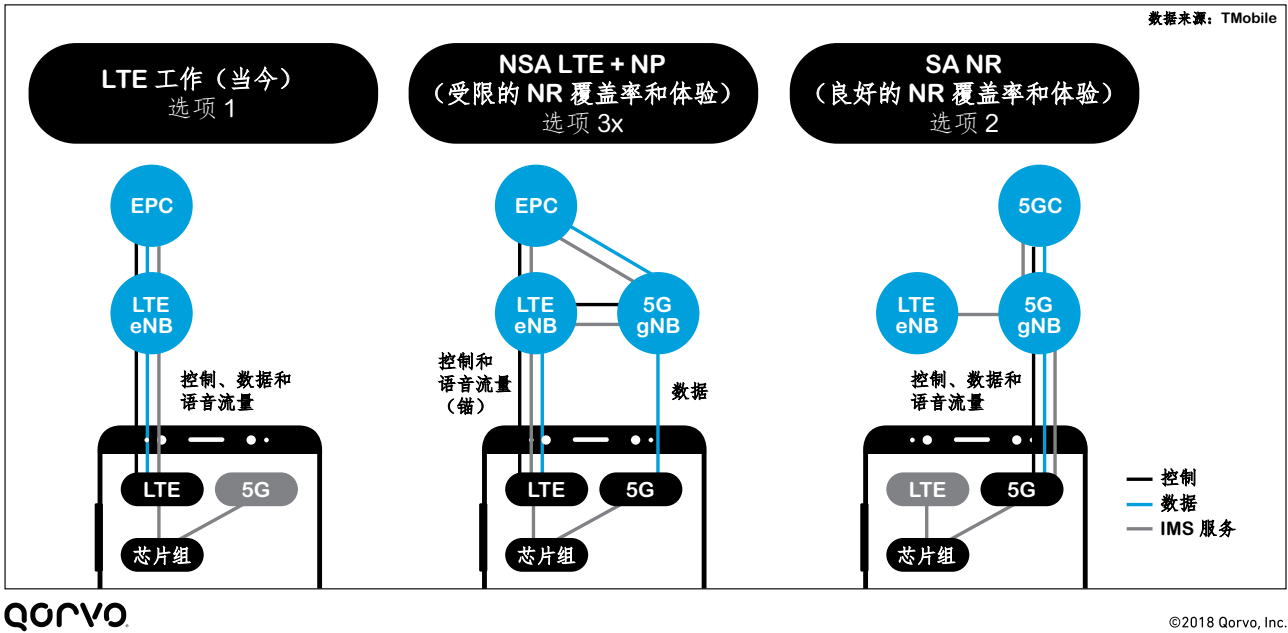 数据来源：TMobile
LTE 工作（当今）
选项 1
NSA LTE + NP
（受限的 NR 覆盖率和体验）
选项 3x
SA NR
（良好的 NR 覆盖率和体验）
选项 2
EPC
LTE
eNB
控制、数据和
语音流量
LTE
5G
芯片组
EPC
LTE
eNB
5G
gNB
控制和
语音流量
（锚）
数据
LTE
5G
芯片组
5GC
LTE
eNB
5G
gNB
控制、数据和
语音流量
LTE
5G
芯片组
控制
数据
IMS 服务
QORVO
©2018 Qorvo, Inc.